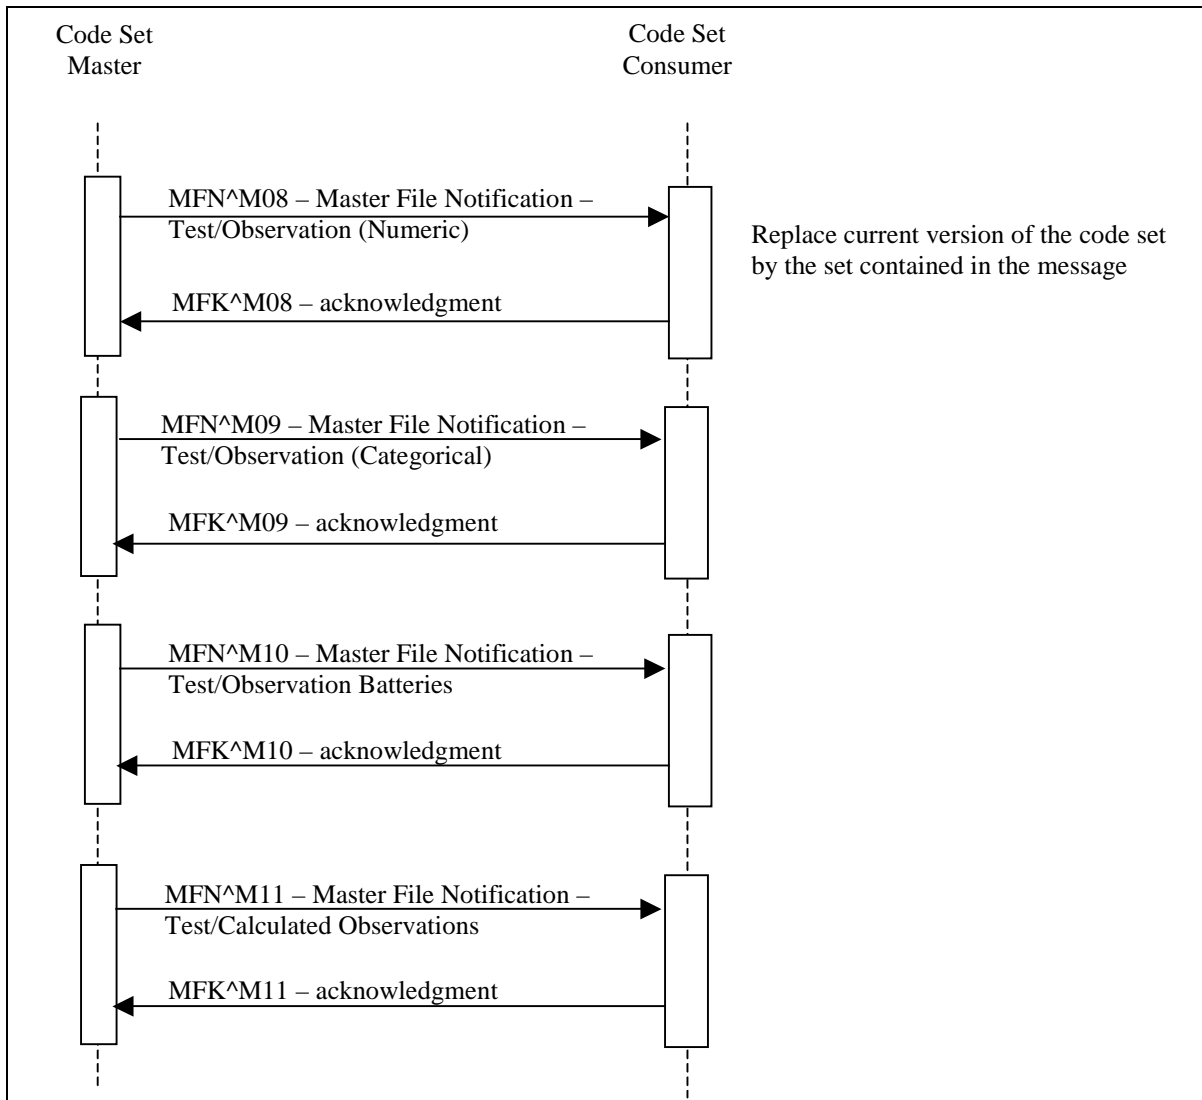 Code Set
Master
Code Set
Consumer
MFN^M08 – Master File Notification –
Test/Observation (Numeric)
Replace current version of the code set
by the set contained in the message
MFK^M08 – acknowledgment
MFN^M09 – Master File Notification –
Test/Observation (Categorical)
MFK^M09 – acknowledgment
MFN^M10 – Master File Notification –
Test/Observation Batteries
MFK^M10 – acknowledgment
MFN^M11 – Master File Notification –
Test/Calculated Observations
MFK^M11 – acknowledgment